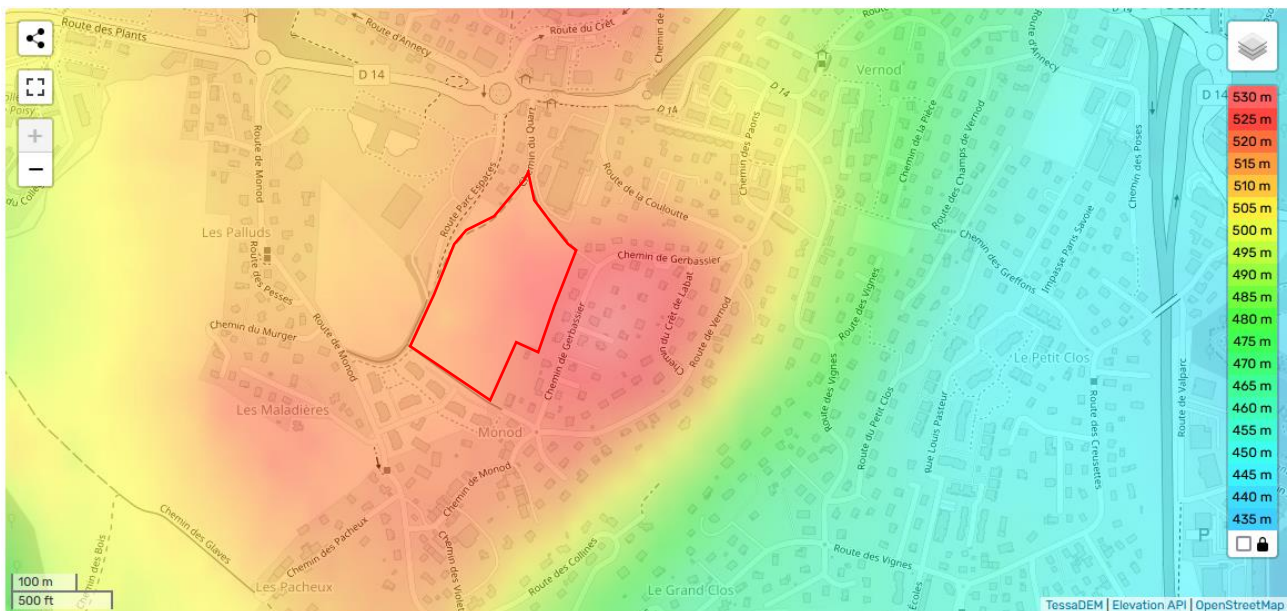 Route des Plants
Route d'Annecy
Route du Crêt
D 14
Chemin du Quart
D 14
D 14
Vernod
Chemin de la Pièce
Chemin des Paons
Route de Monod
Route Parc Espaces
Route de la Couloutte
Route des Champs de Vernod
Chemin des Poses
D 14
Les Palluds
Route des Pesses
Chemin de Gerbassier
Chemin des Greffons
Impasse Paris Savoie
Chemin du Murger
Route de Monod
Chemin de Gerbassier
Chemin du Crêt de Labat
Route de Vernod
Route des Vignes
Route des Vignes
Le Petit Clos
Route de Valparc
Les Maladières
Monod
Route du Petit Clos
Rue Louis Pasteur
Route des Creusettes
Chemin de Monod
Chemin des Pacheux
Chemin des Glaves
Chemin des Bois
Les Pacheux
Chemin des Violet
Route des Collines
Le Grand Clos
Route des Vignes
Écoles
P
530 m
525 m
520 m
515 m
510 m
505 m
500 m
495 m
490 m
485 m
480 m
475 m
470 m
465 m
460 m
455 m
450 m
445 m
440 m
435 m
100 m
500 ft
TessaDEM | Elevation API | OpenStreetMap